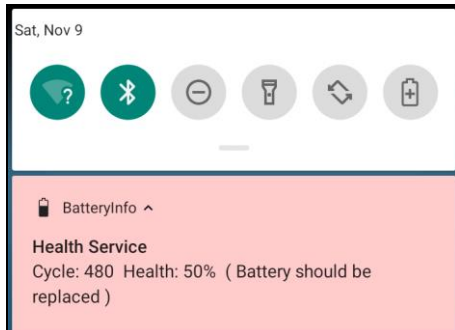 Sat, Nov 9
?
BatteryInfo
Health Service
Cycle: 480  Health: 50%  ( Battery should be
replaced )